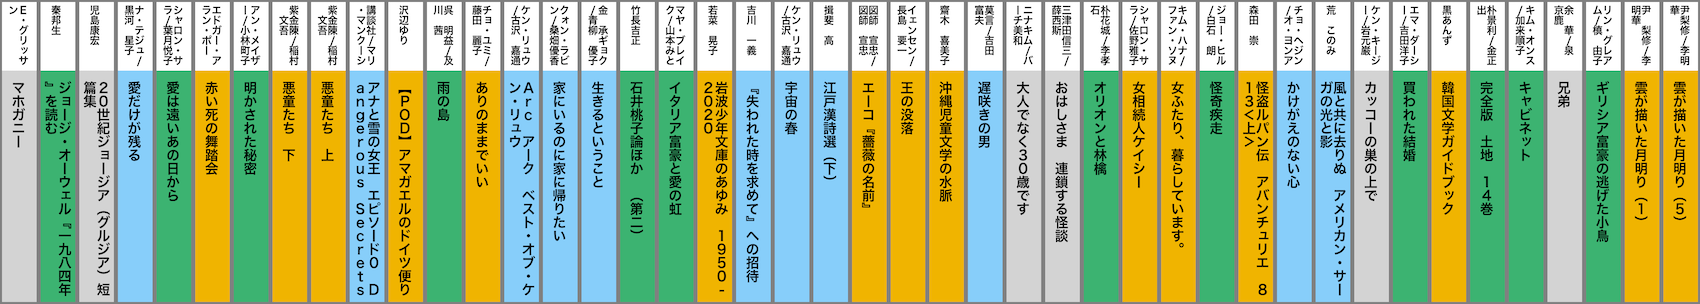 尹 梨修/李明
華
雲が描いた月明り（５）
尹 梨修/李
明華
雲が描いた月明り（１）
リン・グレア
ム/槙 由子
ギリシア富豪の逃げた小鳥
余 華/泉
京鹿
兄弟
キム・オンス
/加来順子
キャビネット
朴景利/金正
出
完全版 土地 １４巻
黒あんず
韓国文学ガイドブック
エマ・ダーシ
ー/吉田洋子
買われた結婚
ケン・キージ
ー/岩元巌
カッコーの巣の上で
荒 このみ
風と共に去りぬ アメリカン・サー
ガの光と影
チョ・ヘジン
/オ・ヨンア
かけがえのない心
森田 崇
怪盗ルパン伝 アバンチュリエ ８
１３＜上＞
ジョー・ヒル
/白石 朗
怪奇疾走
キム・ハナ/
ファン・ソヌ
女ふたり、暮らしています。
シャロン・サ
ラ/佐野雅子
女相続人ケイシー
朴花城/李孝
石
オリオンと林檎
三津田信三/
薛西斯
おはしさま 連鎖する怪談
ニナキム/バ
ーチ美和
大人でなく３０歳です
莫言/吉田
富夫
遅咲きの男
齋木 喜美子
沖縄児童文学の水脈
イェンセン/
長島 要一
王の没落
図師 宣忠/
図師 宣忠
エーコ『薔薇の名前』
揖斐 高
江戸漢詩選（下）
ケン・リュウ
/古沢 嘉通
宇宙の春
吉川 一義
『失われた時を求めて』への招待
若菜 晃子
岩波少年文庫のあゆみ １９５０－
２０２０
マヤ・ブレイ
ク/山本みと
イタリア富豪と愛の虹
竹長吉正
石井桃子論ほか（第二）
金 承ギョク
/青柳 優子
生きるということ
クォン・ラビ
ン/桑畑優香
家にいるのに家に帰りたい
ケン・リュウ
/古沢 嘉通
Ａｒｃ アーク ベスト・オブ・ケ
ン・リュウ
チョ・ユミ/
藤田 麗子
ありのままでいい
呉 明益/及
川 茜
雨の島
沢辺ゆり
【ＰＯＤ】アマガエルのドイツ便り
講談社/マリ
・マンクーシ
アナと雪の女王 エピソード０ Ｄ
ａｎｇｅｒｏｕｓ Ｓｅｃｒｅｔｓ
紫金陳/稲村
文吾
悪童たち 上
紫金陳/稲村
文吾
悪童たち 下
アン・メイザ
ー/小林町子
明かされた秘密
エドガー・ア
ラン・ポー
赤い死の舞踏会
シャロン・サ
ラ/葉月悦子
愛は遠いあの日から
ナ・テジュ/
黒河 星子
愛だけが残る
児島康宏
２０世紀ジョージア（グルジア）短
篇集
秦邦生
ジョージ・オーウェル『一九八四年
』を読む
Ｅ・グリッサ
ン
マホガニー